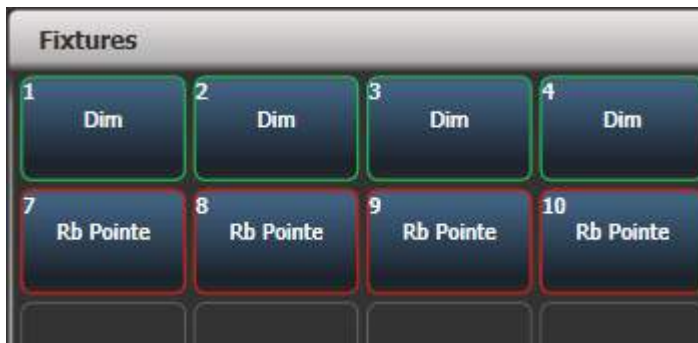 Fixtures
1 2 3 4
Dim Dim Dim Dim
7 8 9 10
Rb Pointe Rb Pointe Rb Pointe Rb Pointe